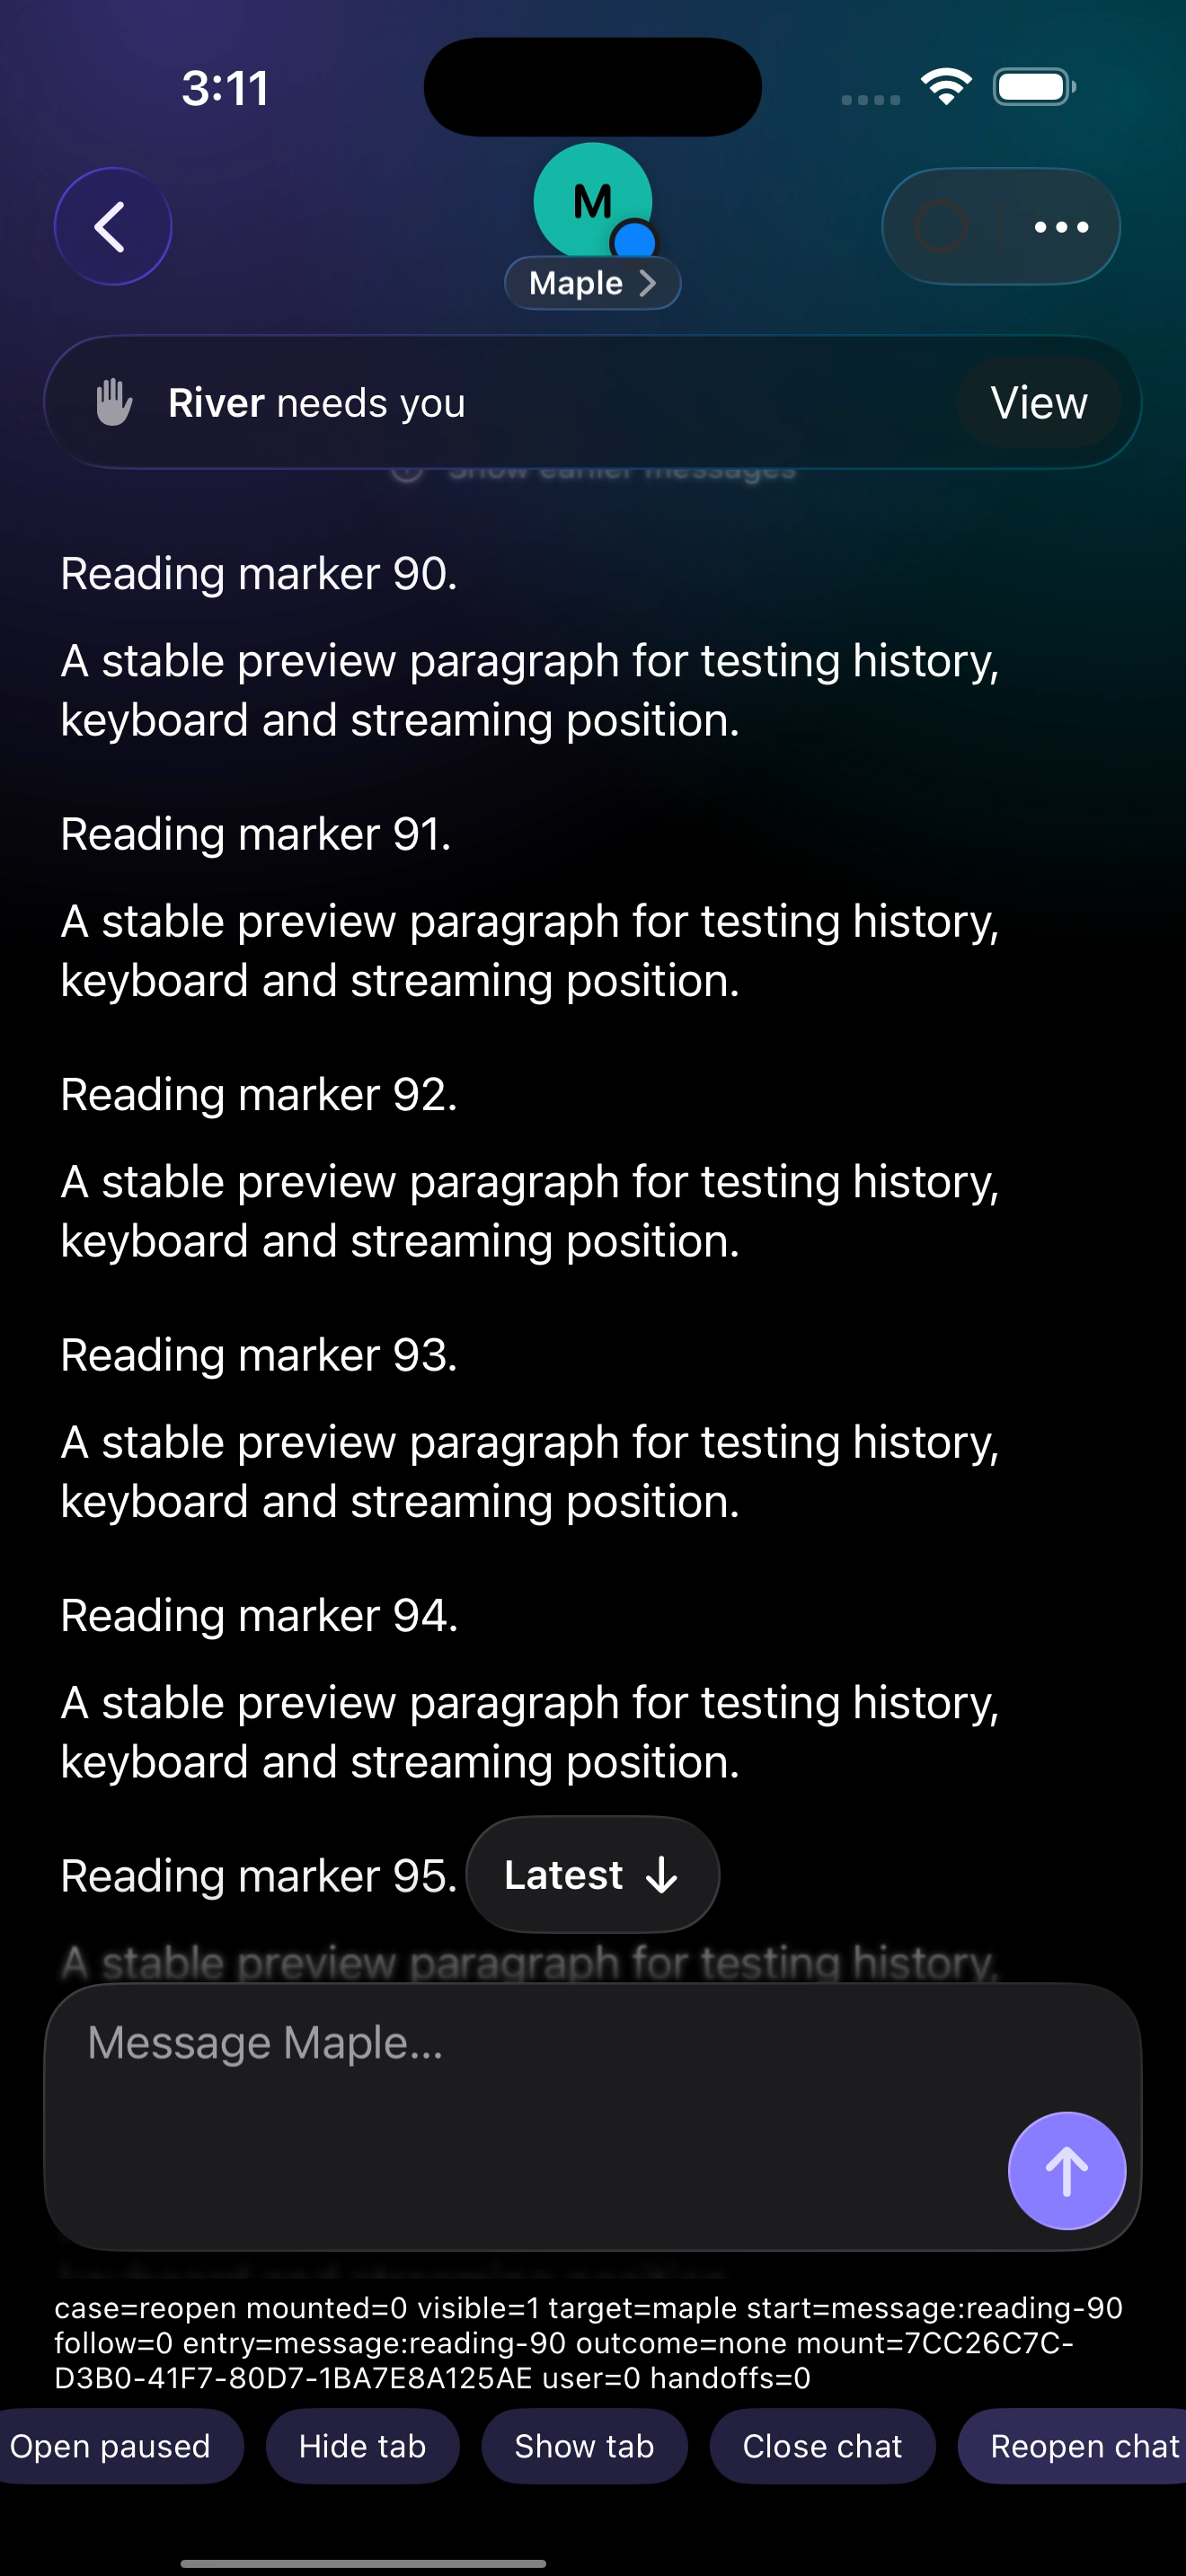 3:11
M
Maple
River needs you
View
Show earlier messages
Reading marker 90.
A stable preview paragraph for testing history,
keyboard and streaming position.
Reading marker 91.
A stable preview paragraph for testing history,
keyboard and streaming position.
Reading marker 92.
A stable preview paragraph for testing history,
keyboard and streaming position.
Reading marker 93.
A stable preview paragraph for testing history,
keyboard and streaming position.
Reading marker 94.
A stable preview paragraph for testing history,
keyboard and streaming position.
Reading marker 95.
Latest
A stable preview paragraph for testing history,
Message Maple...
case=reopen mounted=0 visible=1 target=maple start=message:reading-90
follow=0 entry=message:reading-90 outcome=none mount=7CC26C7C-
D3B0-41F7-80D7-1BA7E8A125AE user=0 handoffs=0
Open paused
Hide tab
Show tab
Close chat
Reopen chat